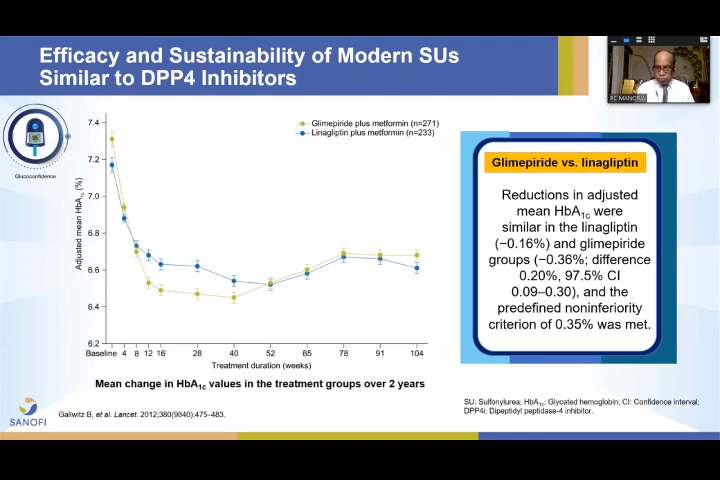 Efficacy and Sustainability of Modern SUs
Similar to DPP4 Inhibitors
Glucoconfidence
Glimepiride plus metformin (n=271)
Linagliptin plus metformin (n=233)
Adjusted mean HbA1c (%)
7.4
7.2
7.0
6.8
6.6
6.4
6.2
Baseline 4 8 12 16 28 40 52 65 78 91 104
Treatment duration (weeks)
Mean change in HbA1c values in the treatment groups over 2 years
Glimepiride vs. linagliptin
Reductions in adjusted
mean HbA1c were
similar in the linagliptin
(−0.16%) and glimepiride
groups (−0.36%; difference
0.20%, 97.5% CI
0.09–0.30), and the
predefined noninferiority
criterion of 0.35% was met.
SANOFI
Gallwitz B, et al. Lancet. 2012;380(9840):475-483.
SU: Sulfonylurea; HbA1c: Glycated hemoglobin; CI: Confidence interval;
DPP4i: Dipeptidyl peptidase-4 inhibitor.